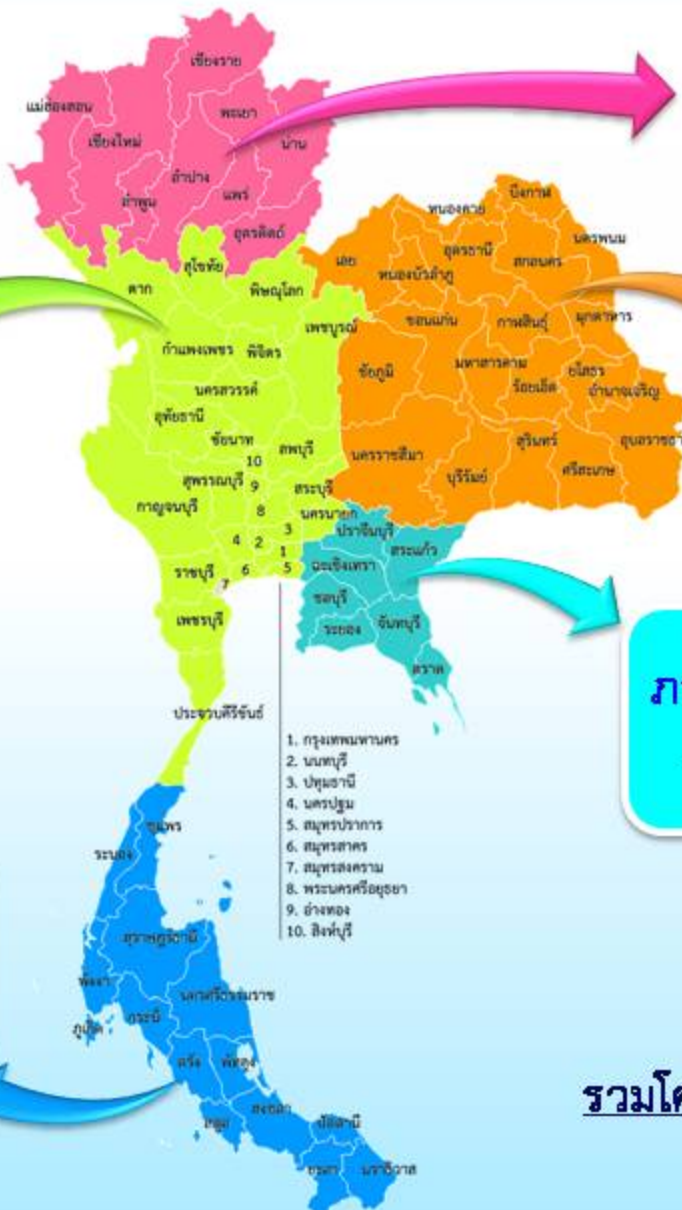 เชียงราย
แม่ฮ่องสอน
พะเยา
เชียงใหม่
น่าน
ลำปาง
แพร่
ลำพูน
อุตรดิตถ์
บึงกาฬ
หนองคาย
นครพนม
อุดรธานี
เลย
สกลนคร
หนองบัวลำภู
สุโขทัย
ตาก
พิษณุโลก
เพชบูรณ์
ขอนแก่น
กาฬสินธุ์
มุกดาหาร
กำแพงเพชร
พิจิตร
ชัยภูมิ
มหาสารคาม
ยโสธร
ร้อยเอ็ด
อำนาจเจริญ
นครสวรรค์
อุทัยธานี
ชัยนาท
ลพบุรี
สุรินทร์
นครราชสีมา
บุรีรัมย์
ศรีสะเกษ
10
สุพรรณบุรี
9
สระบุรี
กาญจนบุรี
8
นครนายก
3
ปราจีนบุรี
4
2
1
สระแก้ว
ราชบุรี
6
5
ฉะเชิงเทรา
7
ชลบุรี
เพชรบุรี
ระยอง
จันทบุรี
ตราด
ประจวบคีรีขันธ์
1. กรุงเทพมหานคร
2. นนทบุรี
3. ปทุมธานี
4. นครปฐม
5. สมุทรปราการ
6. สมุทรสาคร
7. สมุทรสงคราม
8. พระนครศรีอยุธยา
9. อ่างทอง
10. สิงห์บุรี
ชุมพร
ระนอง
สุราษฎร์ธานี
พังงา
นครศรีธรรมราช
ภูเก็ต
กระบี่
ตรัง
พัทลุง
สงขลา
สตูล
ปัตตานี
ยะลา
นราธิวาส